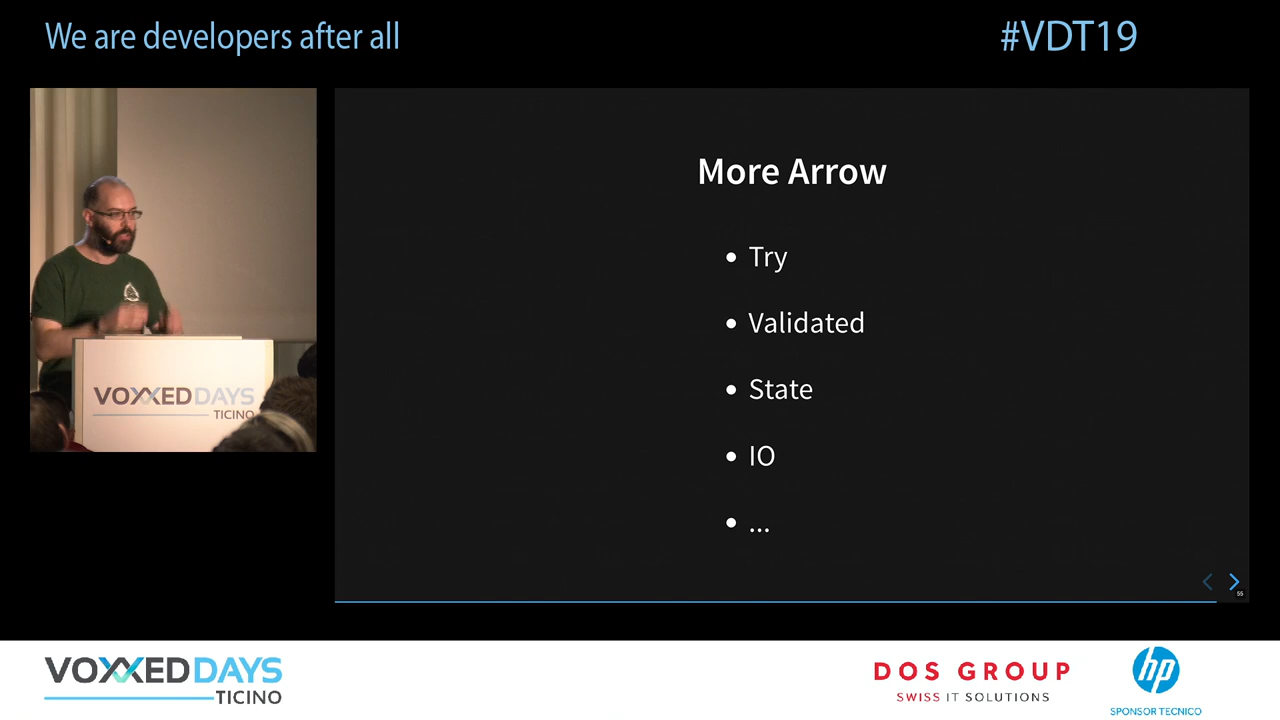 We are developers after all
#VDT19
More Arrow
• Try
• Validated
• State
• IO
• ...
55
VOXXEDDAYS
TICINO
VOXXEDDAYS
TICINO
DOS GROUP
SWISS IT SOLUTIONS
hp
SPONSOR TECNICO